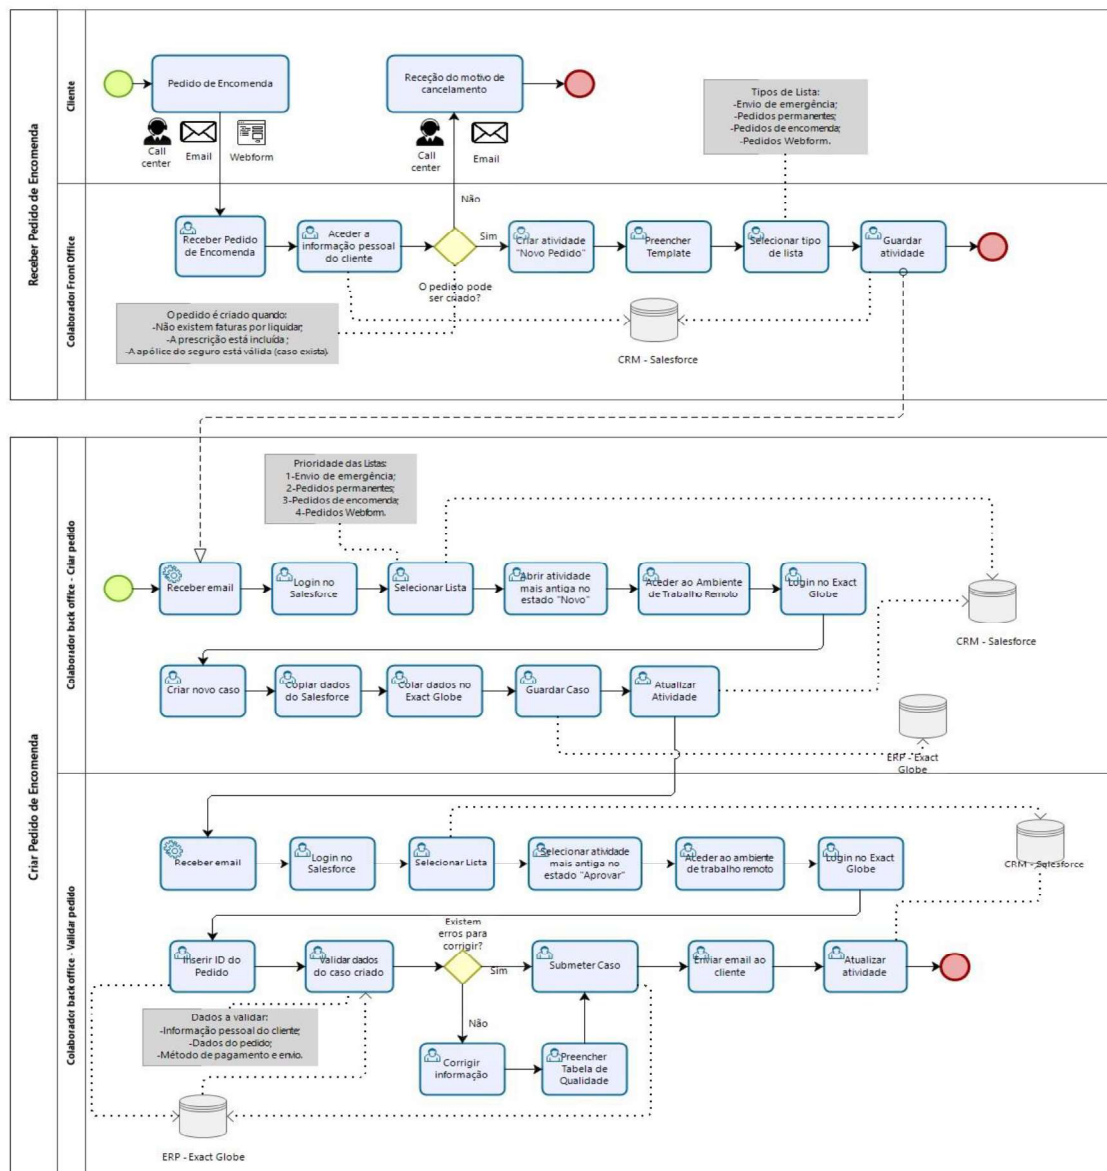 Receber Pedido de Encomenda
Cliente
Pedido de Encomenda
Call
center
Email
Webform
Receção do motivo de
cancelamento
Call
center
Email
Tipos de Lista:
-Envio de emergência;
-Pedidos permanentes;
-Pedidos de encomenda;
-Pedidos Webform.
Colaborador Front Office
Receber Pedido
de Encomenda
Aceder a
informação pessoal
do cliente
Não
Sim
O pedido pode
ser criado?
Criar atividade
"Novo Pedido"
Preencher
Template
Selecionar tipo
de lista
Guardar
atividade
O pedido é criado quando:
-Não existem faturas por liquidar;
-A prescrição está incluída ;
-A apólice do seguro está válida (caso exista).
CRM - Salesforce
Criar Pedido de Encomenda
Colaborador back office - Criar pedido
Prioridade das Listas:
1-Envio de emergência;
2-Pedidos permanentes;
3-Pedidos de encomenda;
4-Pedidos Webform.
Receber email
Login no
Salesforce
Selecionar Lista
Abrir atividade
mais antiga no
estado "Novo"
Aceder ao Ambiente
de Trabalho Remoto
Login no Exact
Globe
CRM - Salesforce
Criar novo caso
Copiar dados
do Salesforce
Colar dados no
Exact Globe
Guardar Caso
Atualizar
Atividade
ERP - Exact
Globe
Colaborador back office - Validar pedido
Receber email
Login no
Salesforce
Selecionar Lista
Selecionar atividade
mais antiga no
estado "Aprovar"
Aceder ao ambiente
de trabalho remoto
Login no Exact
Globe
CRM - Salesforce
Inserir ID do
Pedido
Validar dados
do caso criado
Existem
erros para
corrigir?
Sim
Não
Submeter Caso
Enviar email ao
cliente
Atualizar
atividade
Dados a validar:
-Informação pessoal do cliente;
-Dados do pedido;
-Método de pagamento e envio.
Corrigir
informação
Preencher
Tabela de
Qualidade
ERP - Exact Globe